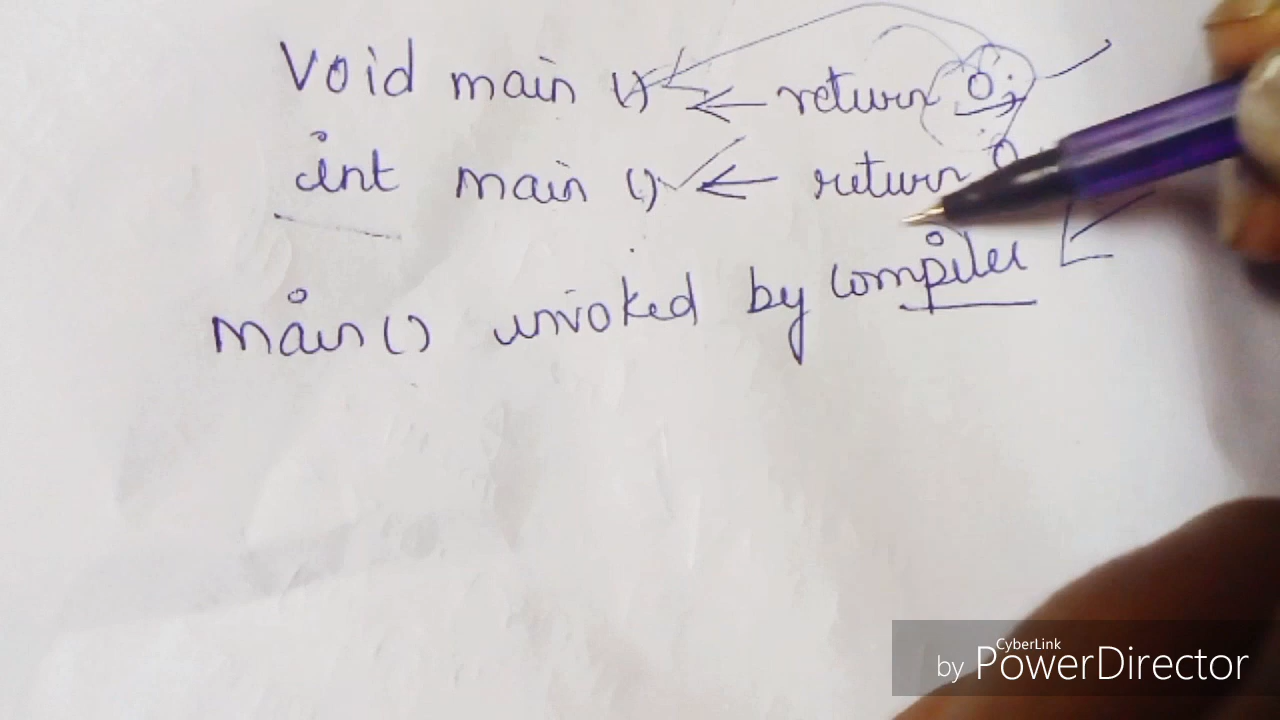 Void main () ← return 0;
int main () ← return 0
main() invoked by compiler
CyberLink
by PowerDirector